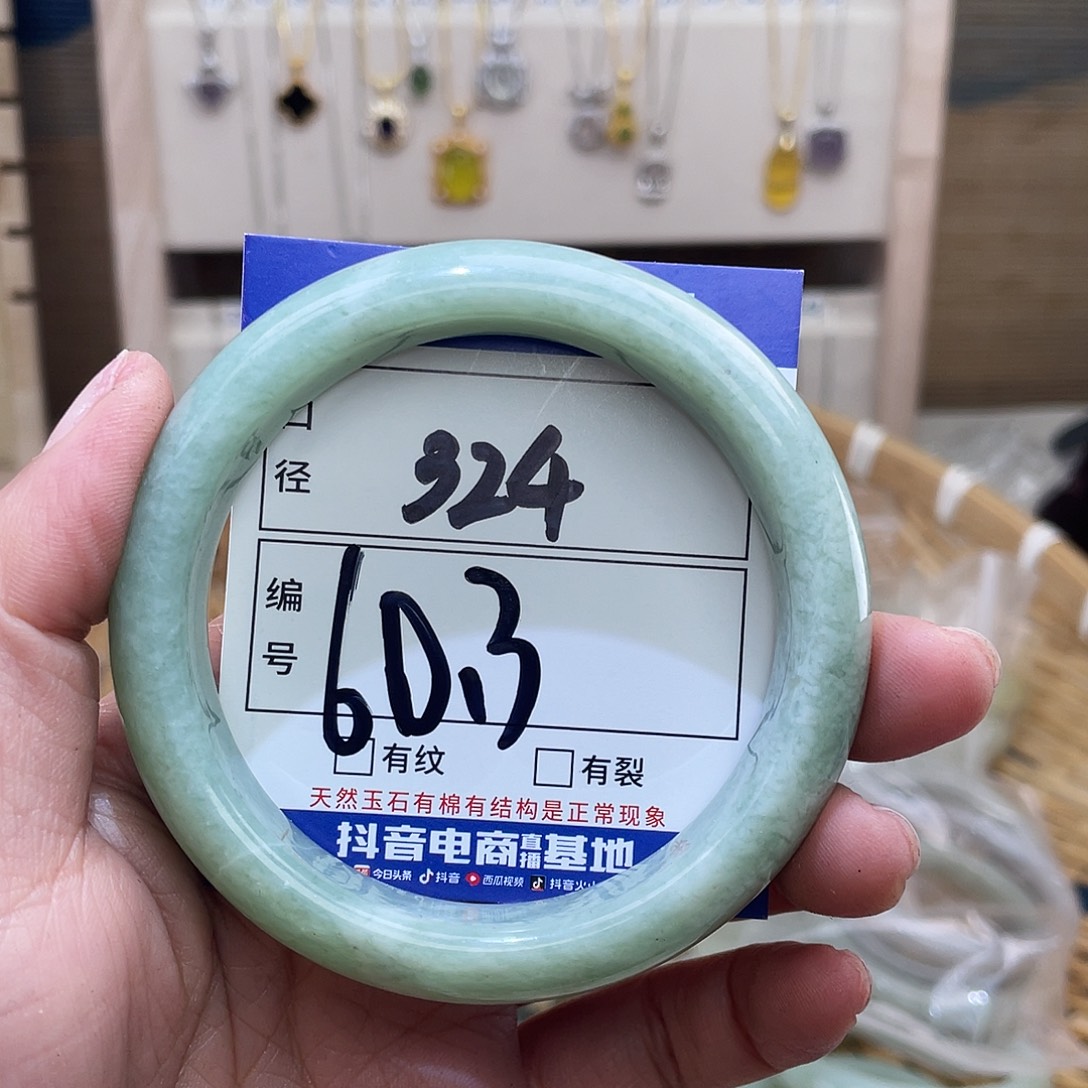 径 324
编号 60.3
有纹 有裂
天然玉石有棉有结构是正常现象
抖音电商直播基地
今日头条 抖音 西瓜视频 抖音火